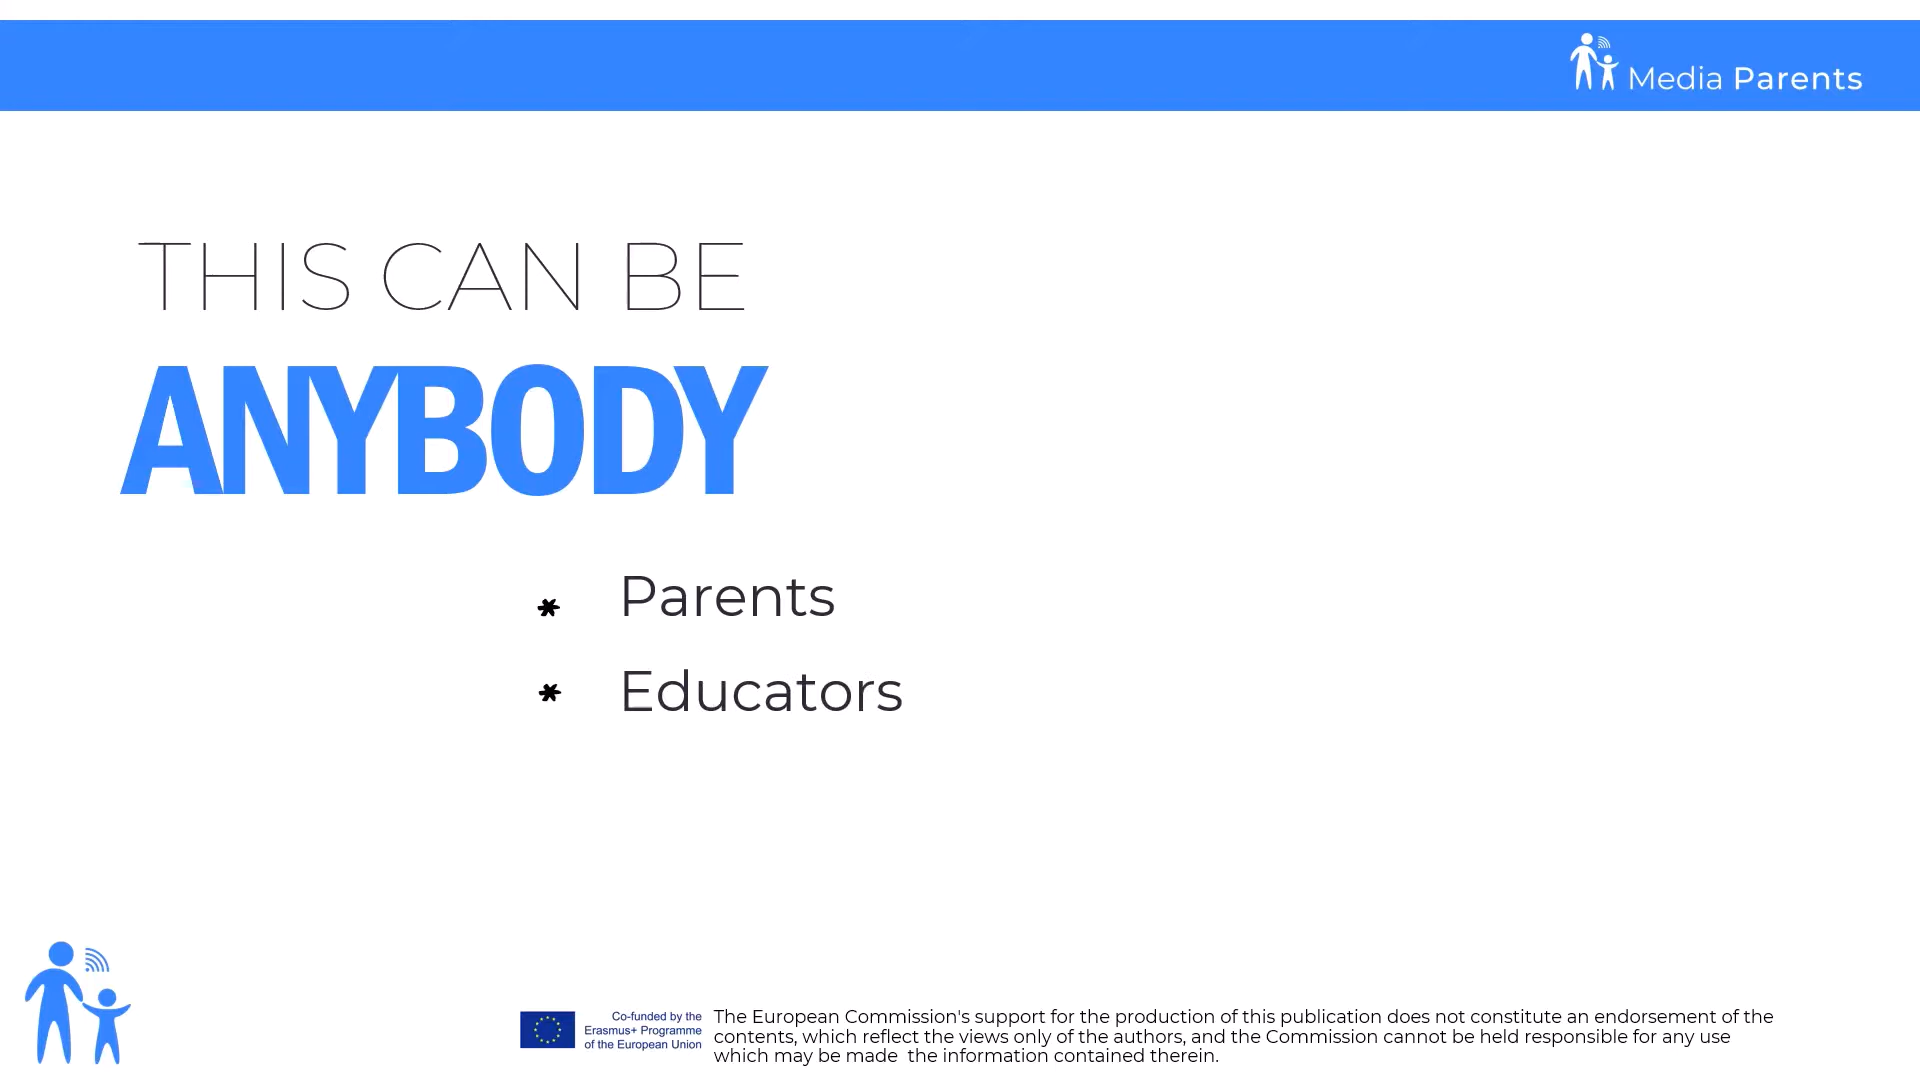 Media Parents
THIS CAN BE
ANYBODY
* Parents
* Educators
Co-funded by the
Erasmus+ Programme
of the European Union
The European Commission's support for the production of this publication does not constitute an endorsement of the
contents, which reflect the views only of the authors, and the Commission cannot be held responsible for any use
which may be made  the information contained therein.